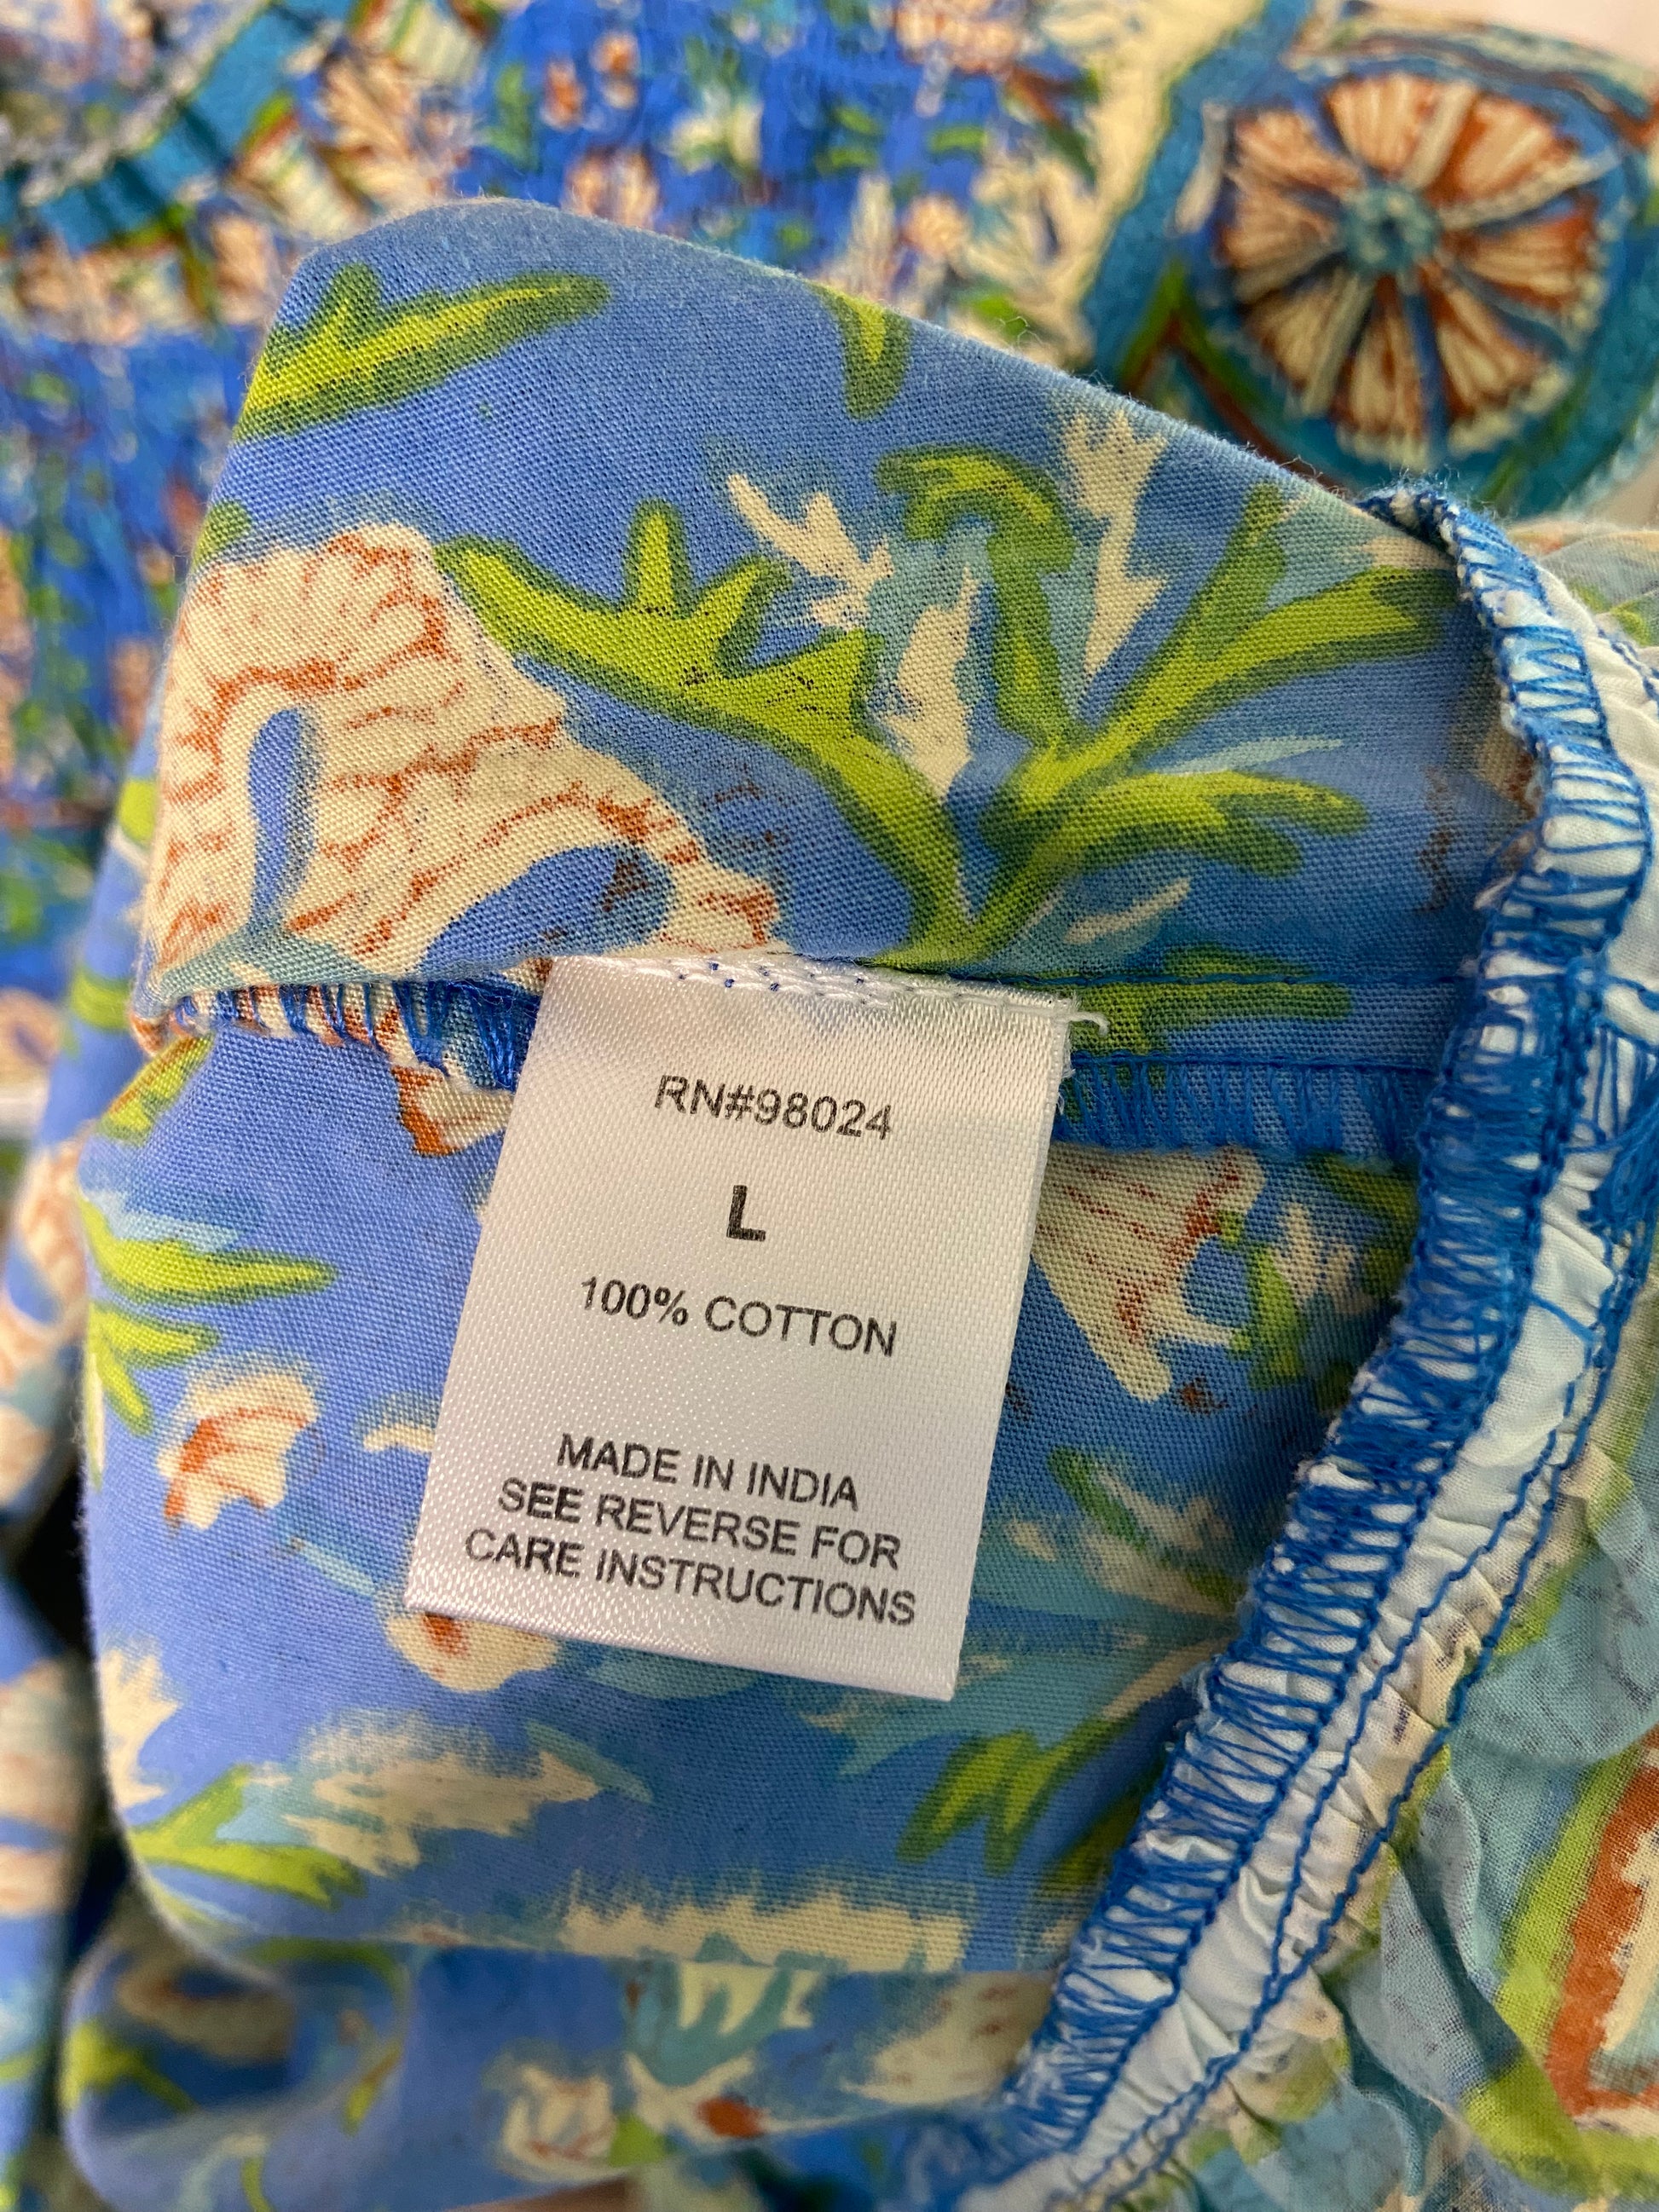 RN#98024
L
100% COTTON
MADE IN INDIA
SEE REVERSE FOR
CARE INSTRUCTIONS